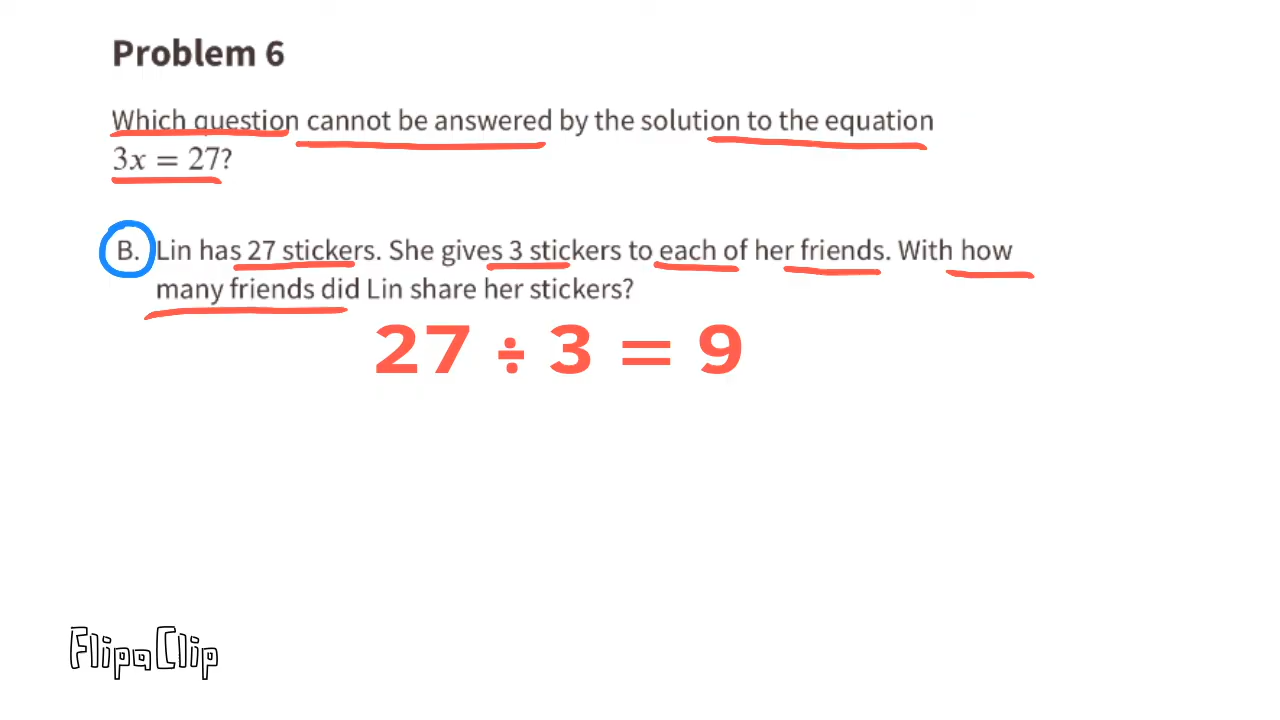 Problem 6
Which question cannot be answered by the solution to the equation
3x = 27?
B. Lin has 27 stickers. She gives 3 stickers to each of her friends. With how
many friends did Lin share her stickers?
27 ÷ 3 = 9
FlipaClip